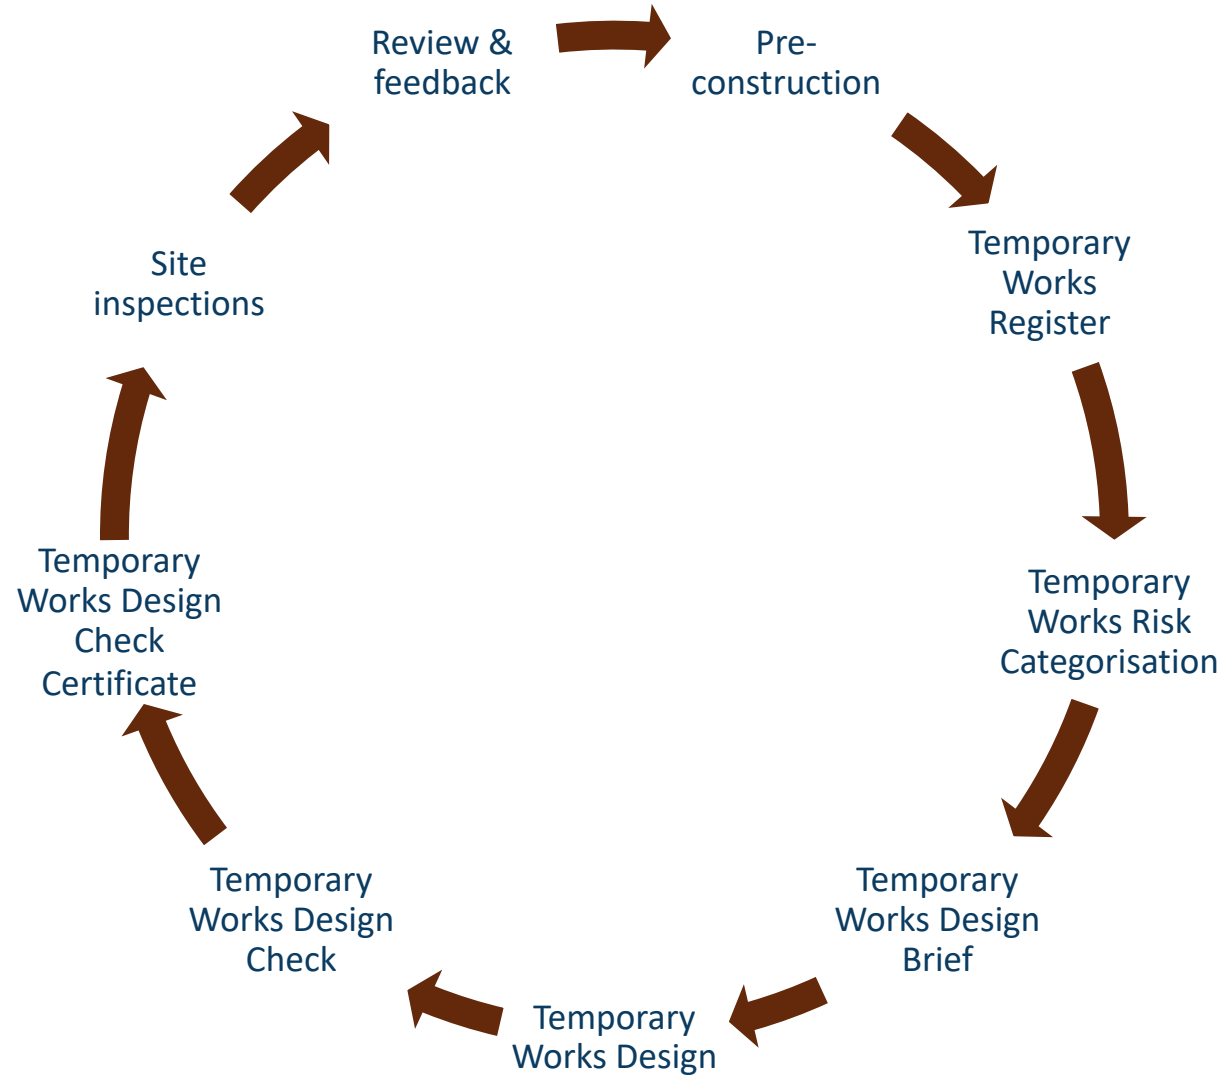 Review &
feedback
Pre-
construction
Temporary
Works
Register
Temporary
Works Risk
Categorisation
Temporary
Works Design
Brief
Temporary
Works Design
Temporary
Works Design
Check
Temporary
Works Design
Check
Certificate
Site
inspections